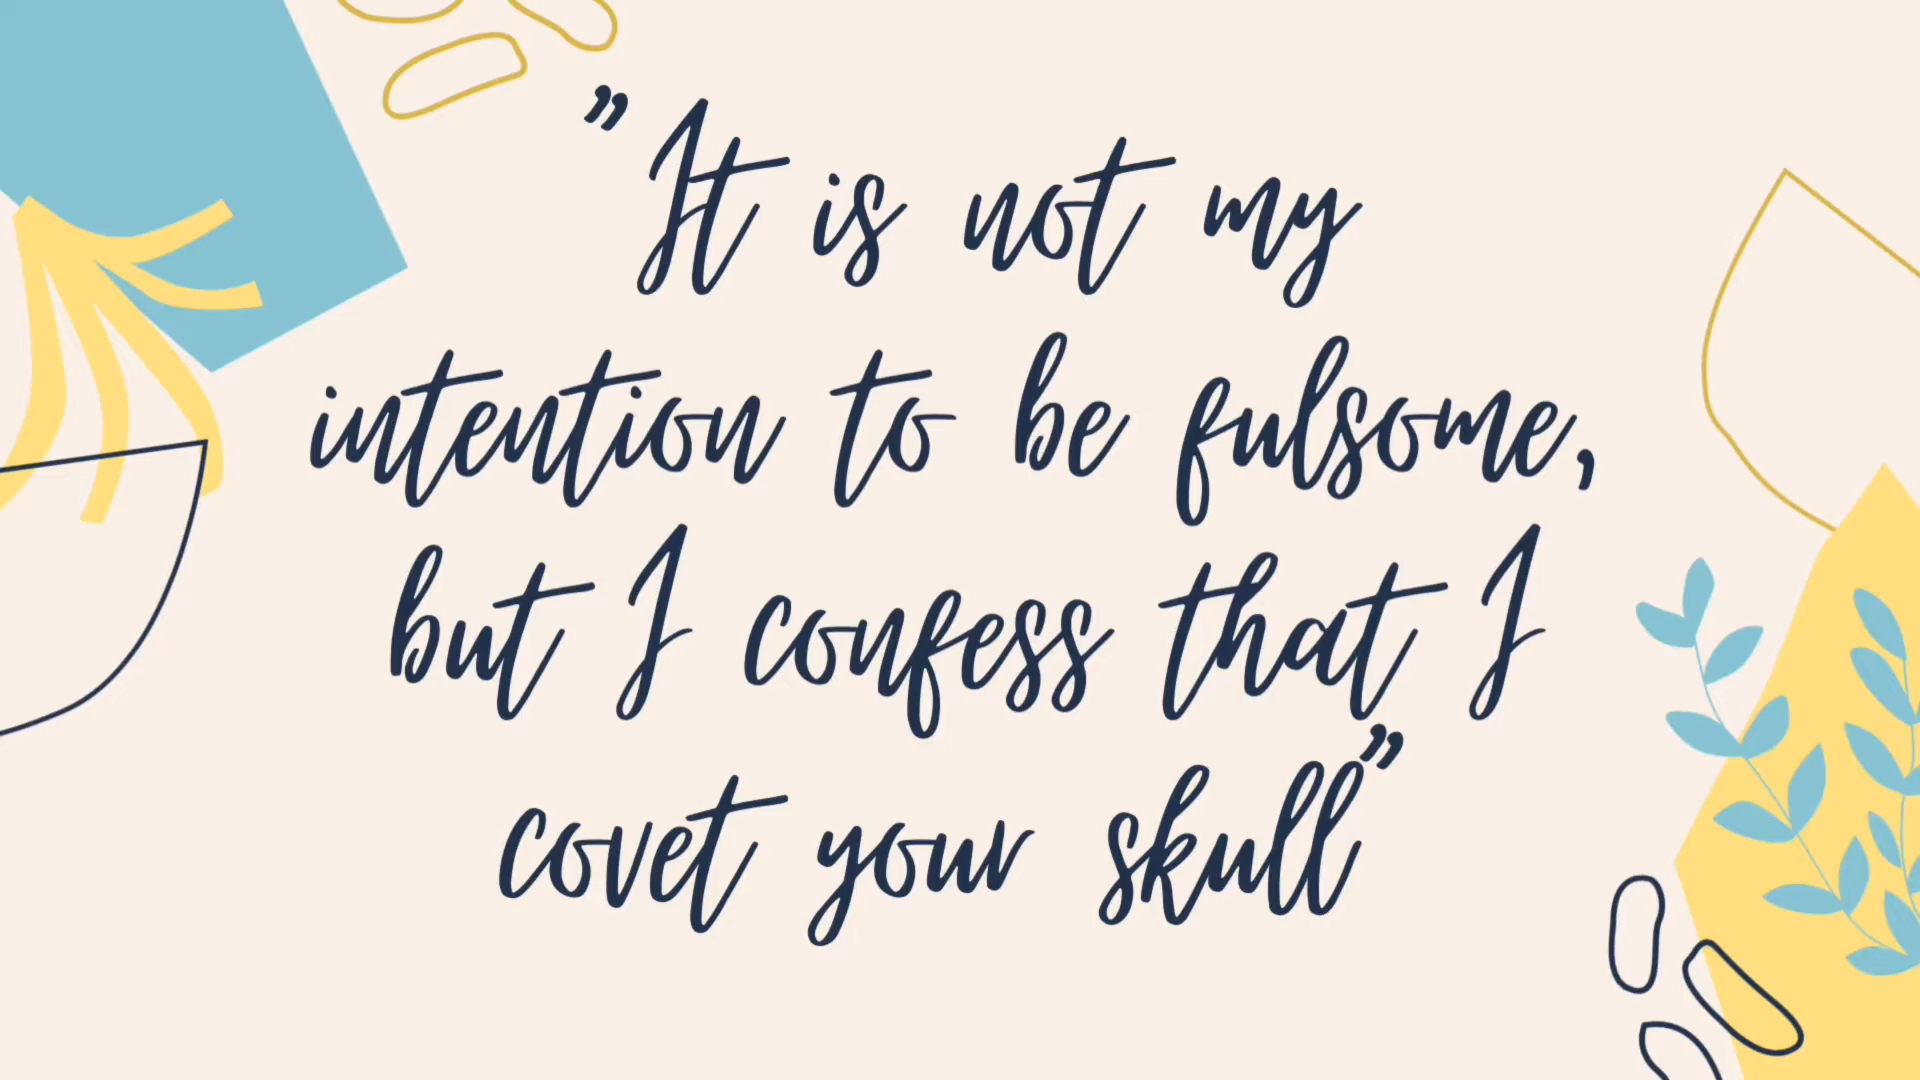 ”It is not my
intention to be fulsome,
but I confess that I
covet your skull”